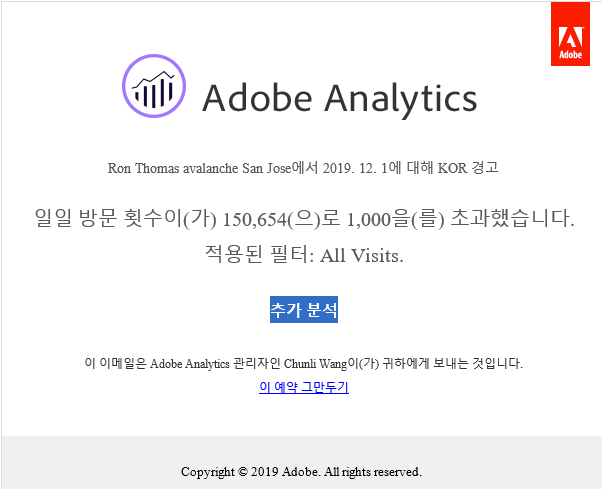 Adobe
Adobe Analytics
Ron Thomas avalanche San Jose에서 2019. 12. 1에 대해 KOR 경고
일일 방문 횟수이(가) 150,654(으)로 1,000을(를) 초과했습니다.
적용된 필터: All Visits.
추가 분석
이 이메일은 Adobe Analytics 관리자인 Chunli Wang이(가) 귀하에게 보내는 것입니다.
이 예약 그만두기
Copyright © 2019 Adobe. All rights reserved.